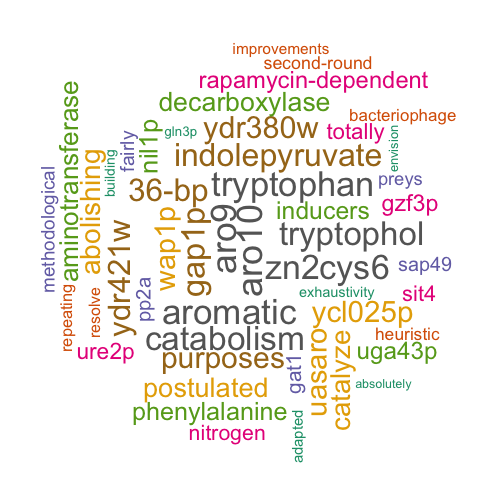 improvements
second-round
rapamycin-dependent
decarboxylase
bacteriophage
ydr380w
totally
gln3p
nil1p
fairly
aminotransferase
indolepyruvate
envision
building
abolishing
methodological
36-bp
tryptophan
preys
gzf3p
inducers
aro9
aro10
gap1p
wap1p
tryptophol
ydr421w
zn2cys6
sap49
pp2a
exhaustivity
sit4
repeating
resolve
aromatic
ycl025p
catabolism
heuristic
ure2p
purposes
uga43p
gat1
uasaro
catalyze
absolutely
postulated
phenylalanine
adapted
nitrogen